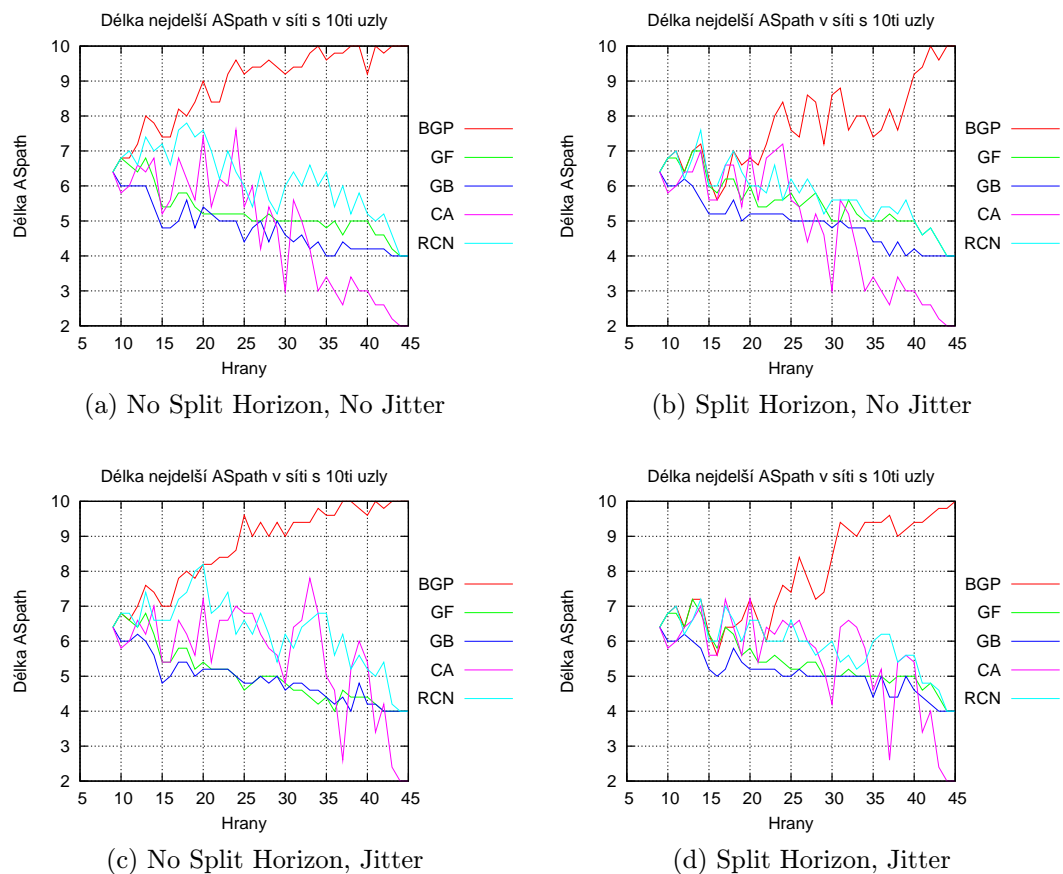 Délka nejdelší ASpath v síti s 10ti uzly
10
9
8
7
6
5
4
3
2
Délka ASpath
5 10 15 20 25 30 35 40 45
Hrany
BGP
GF
GB
CA
RCN
(a) No Split Horizon, No Jitter
Délka nejdelší ASpath v síti s 10ti uzly
10
9
8
7
6
5
4
3
2
Délka ASpath
5 10 15 20 25 30 35 40 45
Hrany
BGP
GF
GB
CA
RCN
(b) Split Horizon, No Jitter
Délka nejdelší ASpath v síti s 10ti uzly
10
9
8
7
6
5
4
3
2
Délka ASpath
5 10 15 20 25 30 35 40 45
Hrany
BGP
GF
GB
CA
RCN
(c) No Split Horizon, Jitter
Délka nejdelší ASpath v síti s 10ti uzly
10
9
8
7
6
5
4
3
2
Délka ASpath
5 10 15 20 25 30 35 40 45
Hrany
BGP
GF
GB
CA
RCN
(d) Split Horizon, Jitter